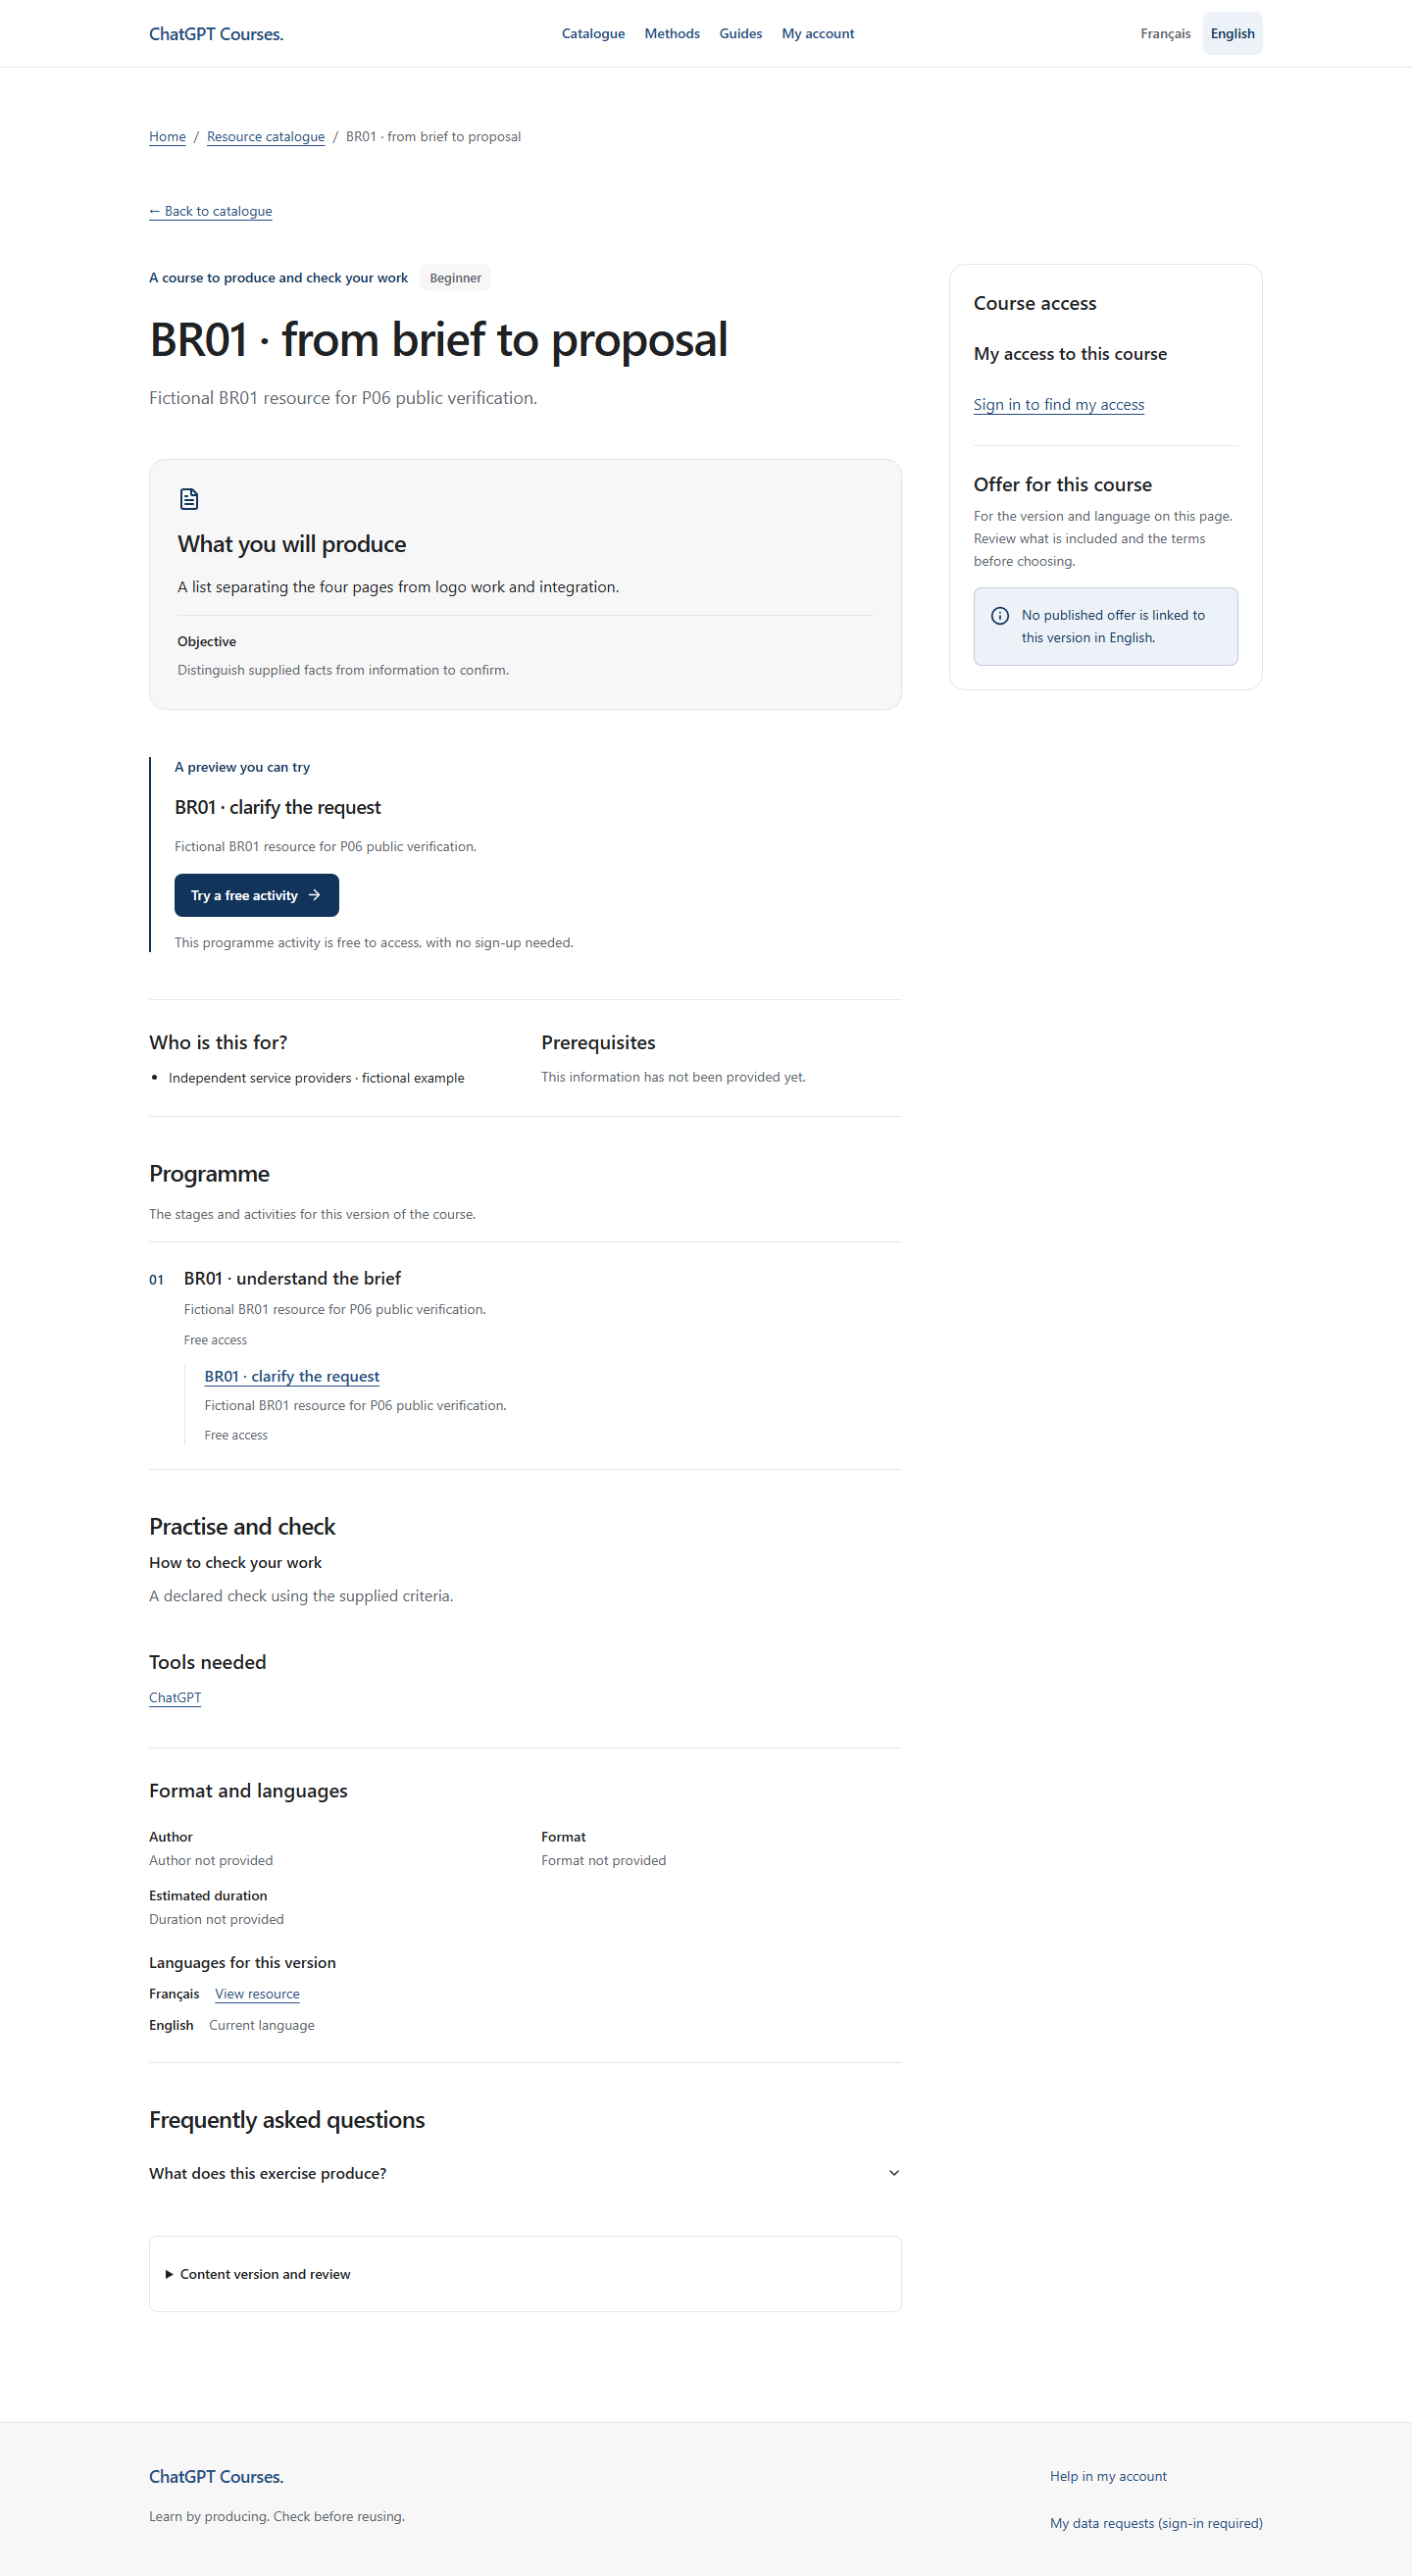 ChatGPT Courses.
Catalogue Methods Guides My account
Français English
Home / Resource catalogue / BR01 · from brief to proposal
← Back to catalogue
A course to produce and check your work Beginner
BR01 · from brief to proposal
Fictional BR01 resource for P06 public verification.
What you will produce
A list separating the four pages from logo work and integration.
Objective
Distinguish supplied facts from information to confirm.
A preview you can try
BR01 · clarify the request
Fictional BR01 resource for P06 public verification.
Try a free activity →
This programme activity is free to access, with no sign-up needed.
Who is this for?
• Independent service providers · fictional example
Prerequisites
This information has not been provided yet.
Programme
The stages and activities for this version of the course.
01 BR01 · understand the brief
Fictional BR01 resource for P06 public verification.
Free access
BR01 · clarify the request
Fictional BR01 resource for P06 public verification.
Free access
Practise and check
How to check your work
A declared check using the supplied criteria.
Tools needed
ChatGPT
Format and languages
Author
Author not provided
Format
Format not provided
Estimated duration
Duration not provided
Languages for this version
Français View resource
English Current language
Frequently asked questions
What does this exercise produce?
Content version and review
Course access
My access to this course
Sign in to find my access
Offer for this course
For the version and language on this page.
Review what is included and the terms
before choosing.
No published offer is linked to
this version in English.
ChatGPT Courses.
Learn by producing. Check before reusing.
Help in my account
My data requests (sign-in required)